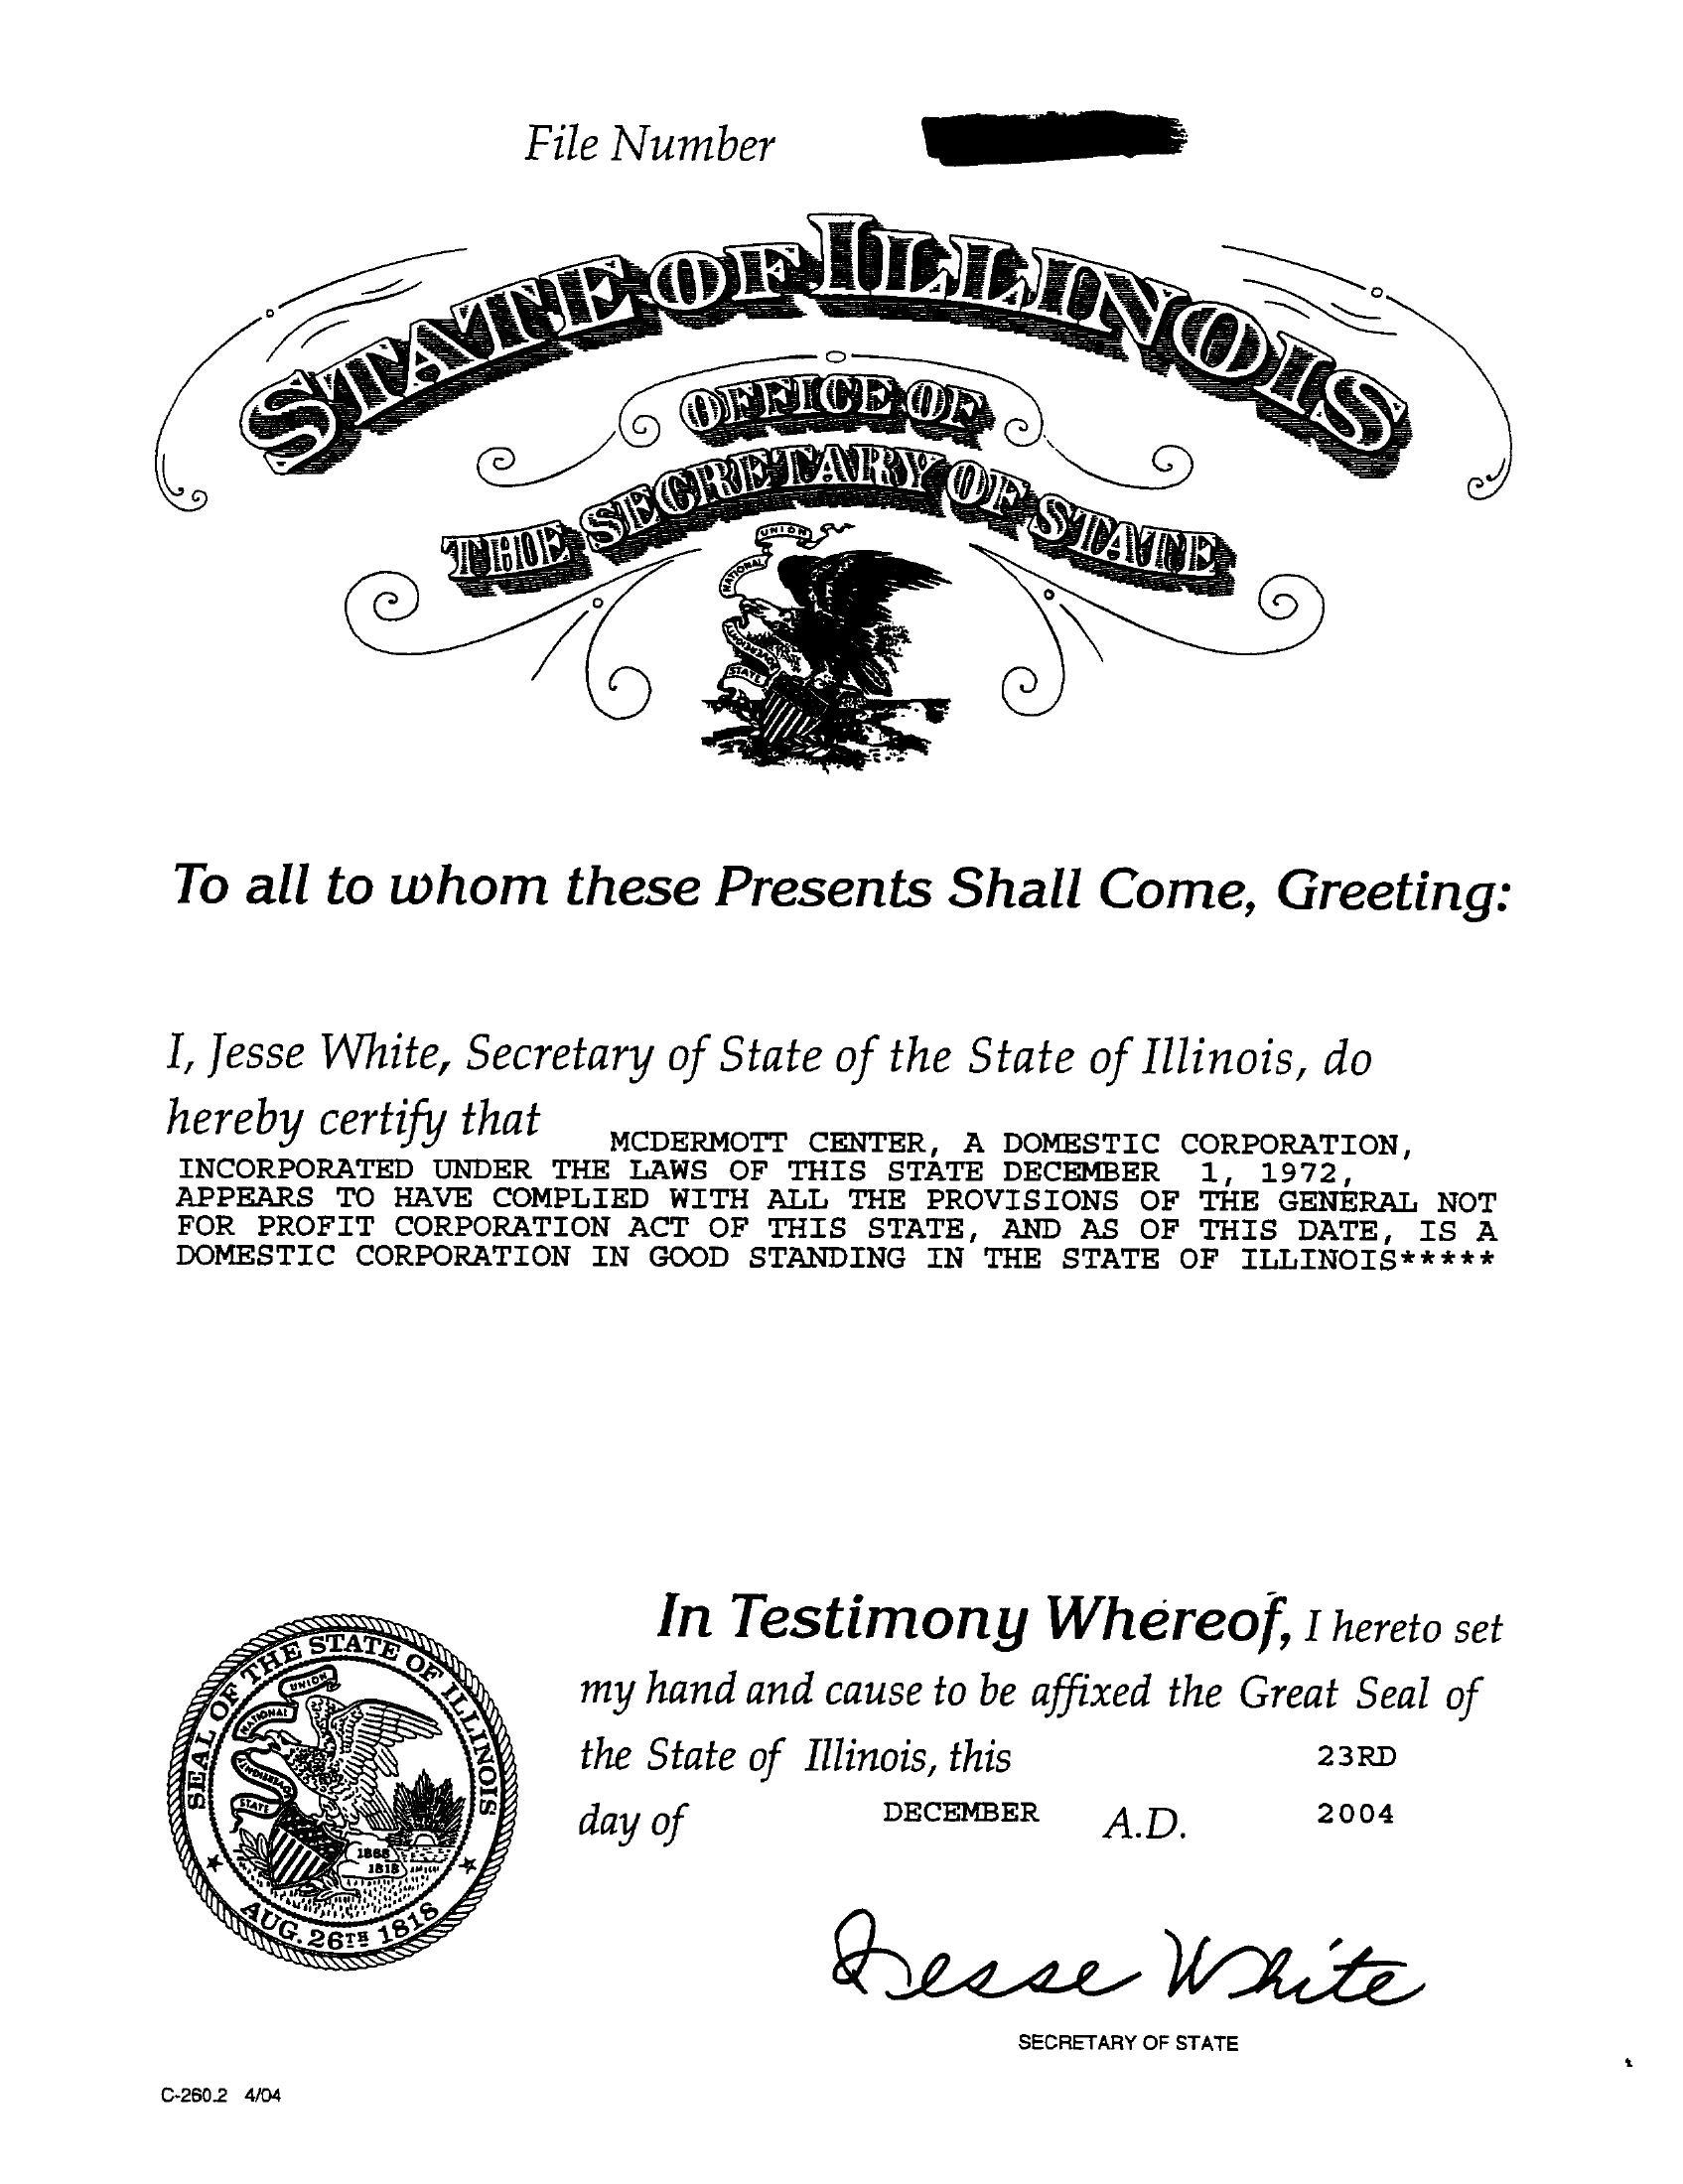 File Number
STATE OF ILLINOIS
OFFICE OF
THE SECRETARY OF STATE
UNION
NATIONAL
SOVEREIGNTY
STATE
To all to whom these Presents Shall Come, Greeting:
I, Jesse White, Secretary of State of the State of Illinois, do
hereby certify that
MCDERMOTT CENTER, A DOMESTIC CORPORATION,
INCORPORATED UNDER THE LAWS OF THIS STATE DECEMBER 1, 1972,
APPEARS TO HAVE COMPLIED WITH ALL THE PROVISIONS OF THE GENERAL NOT
FOR PROFIT CORPORATION ACT OF THIS STATE, AND AS OF THIS DATE, IS A
DOMESTIC CORPORATION IN GOOD STANDING IN THE STATE OF ILLINOIS*****
In Testimony Whereof, I hereto set
my hand and cause to be affixed the Great Seal of
the State of Illinois, this 23RD
day of DECEMBER A.D. 2004
SEAL OF THE STATE OF ILLINOIS
UNION
NATIONAL
STATE
1868
1818
AUG. 26TH 1818
Jesse White
SECRETARY OF STATE
C-260.2 4/04